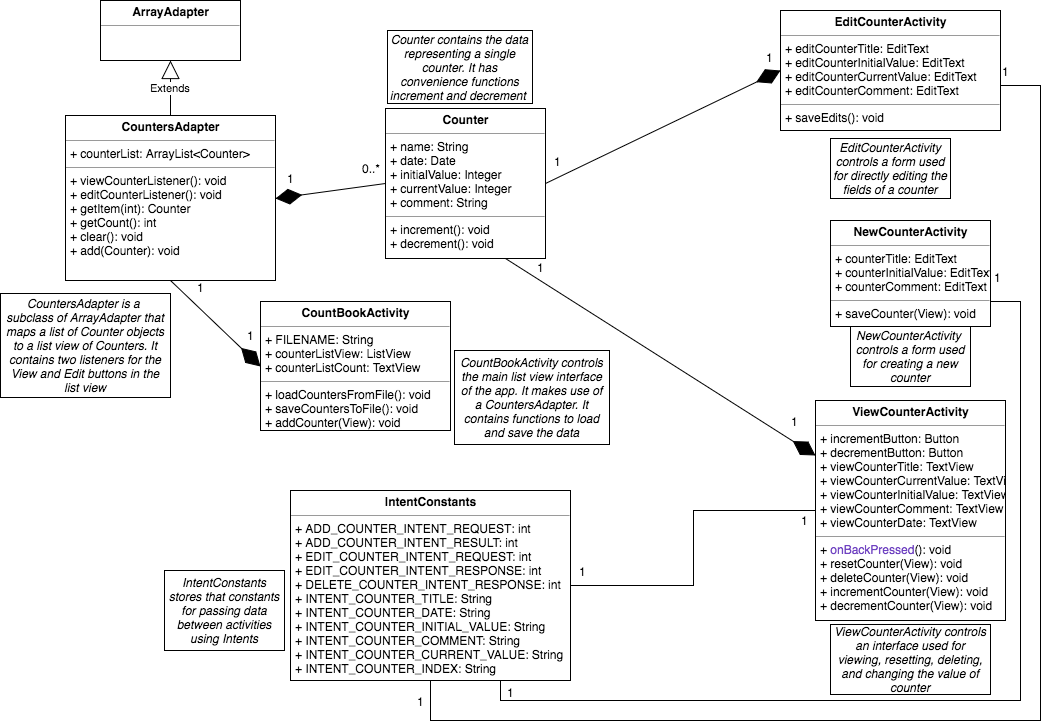 ArrayAdapter
Extends
CountersAdapter
+ counterList: ArrayList<Counter>
+ viewCounterListener(): void
+ editCounterListener(): void
+ getItem(int): Counter
+ getCount(): int
+ clear(): void
+ add(Counter): void
1
0..*
1
CountersAdapter is a
subclass of ArrayAdapter that
maps a list of Counter objects
to a list view of Counters. It
contains two listeners for the
View and Edit buttons in the
list view
Counter contains the data
representing a single
counter. It has
convenience functions
increment and decrement
Counter
+ name: String
+ date: Date
+ initialValue: Integer
+ currentValue: Integer
+ comment: String
+ increment(): void
+ decrement(): void
1
1
1
1
EditCounterActivity
+ editCounterTitle: EditText
+ editCounterInitialValue: EditText
+ editCounterCurrentValue: EditText
+ editCounterComment: EditText
+ saveEdits(): void
1
EditCounterActivity
controls a form used
for directly editing the
fields of a counter
NewCounterActivity
+ counterTitle: EditText
+ counterInitialValue: EditTex
+ counterComment: EditText
+ saveCounter(View): void
1
NewCounterActivity
controls a form used
for creating a new
counter
1
CountBookActivity
+ FILENAME: String
+ counterListView: ListView
+ counterListCount: TextView
+ loadCountersFromFile(): void
+ saveCountersToFile(): void
+ addCounter(View): void
CountBookActivity controls
the main list view interface
of the app. It makes use of
a CountersAdapter. It
contains functions to load
and save the data
ViewCounterActivity
+ incrementButton: Button
+ decrementButton: Button
+ viewCounterTitle: TextView
+ viewCounterCurrentValue: TextVi
+ viewCounterInitialValue: TextView
+ viewCounterComment: TextView
+ viewCounterDate: TextView
+ onBackPressed(): void
+ resetCounter(View): void
+ deleteCounter(View): void
+ incrementCounter(View): void
+ decrementCounter(View): void
1
ViewCounterActivity controls
an interface used for
viewing, resetting, deleting,
and changing the value of
counter
IntentConstants
+ ADD_COUNTER_INTENT_REQUEST: int
+ ADD_COUNTER_INTENT_RESULT: int
+ EDIT_COUNTER_INTENT_REQUEST: int
+ EDIT_COUNTER_INTENT_RESPONSE: int
+ DELETE_COUNTER_INTENT_RESPONSE: int
+ INTENT_COUNTER_TITLE: String
+ INTENT_COUNTER_DATE: String
+ INTENT_COUNTER_INITIAL_VALUE: String
+ INTENT_COUNTER_COMMENT: String
+ INTENT_COUNTER_CURRENT_VALUE: String
+ INTENT_COUNTER_INDEX: String
1
1
1
IntentConstants
stores that constants
for passing data
between activities
using Intents